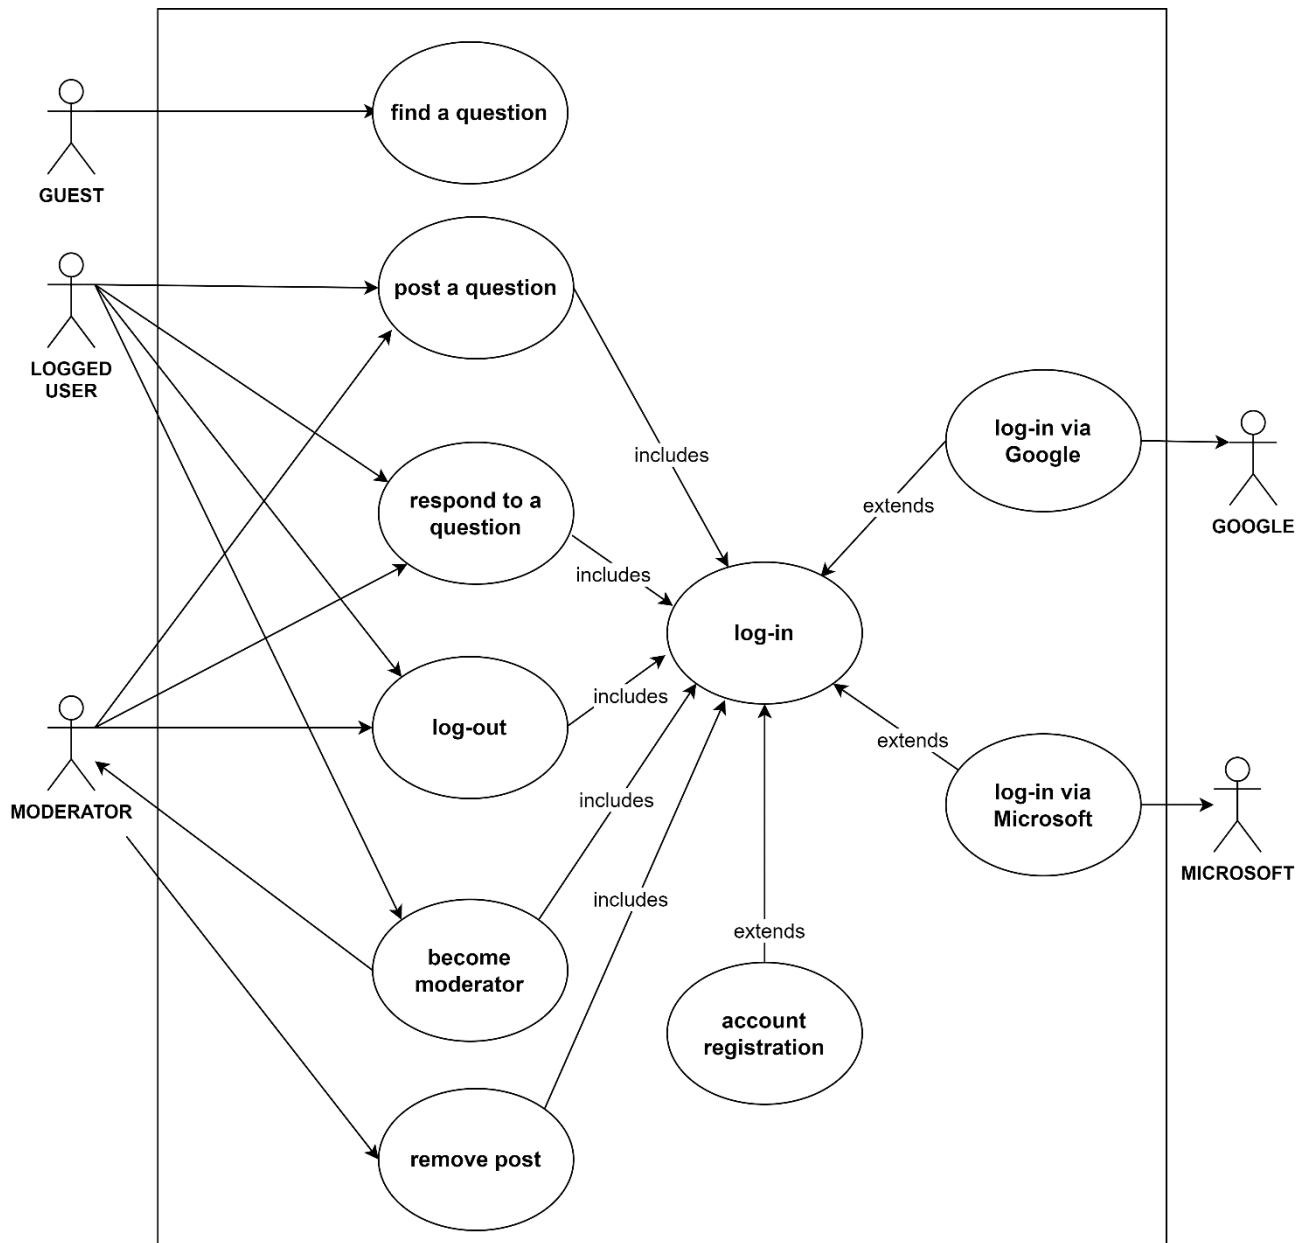 find a question
GUEST
post a question
LOGGED
USER
includes
log-in via
Google
GOOGLE
extends
respond to a
question
includes
log-in
includes
log-out
extends
log-in via
Microsoft
MICROSOFT
MODERATOR
includes
includes
extends
become
moderator
account
registration
remove post